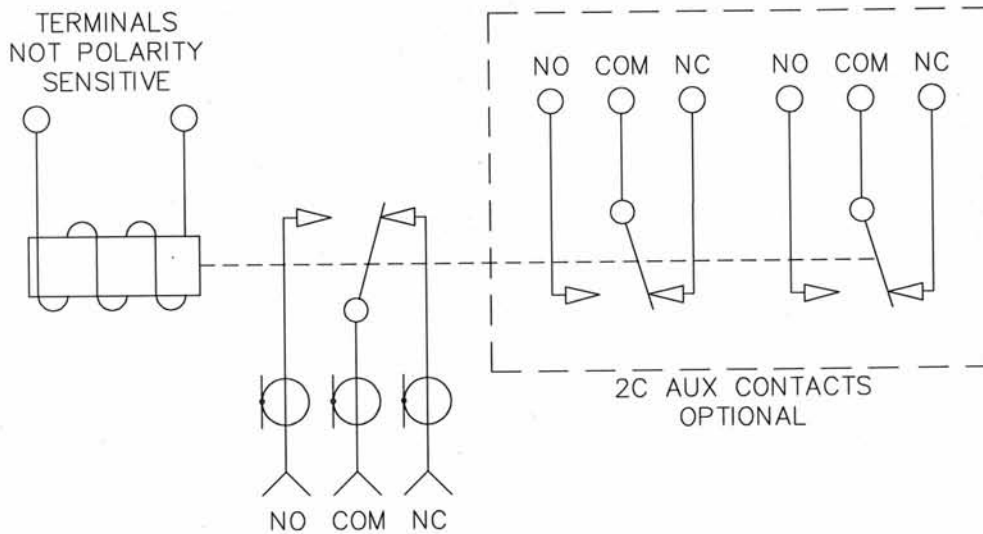 TERMINALS
NOT POLARITY
SENSITIVE
NO COM NC NO COM NC
2C AUX CONTACTS
OPTIONAL
NO COM NC